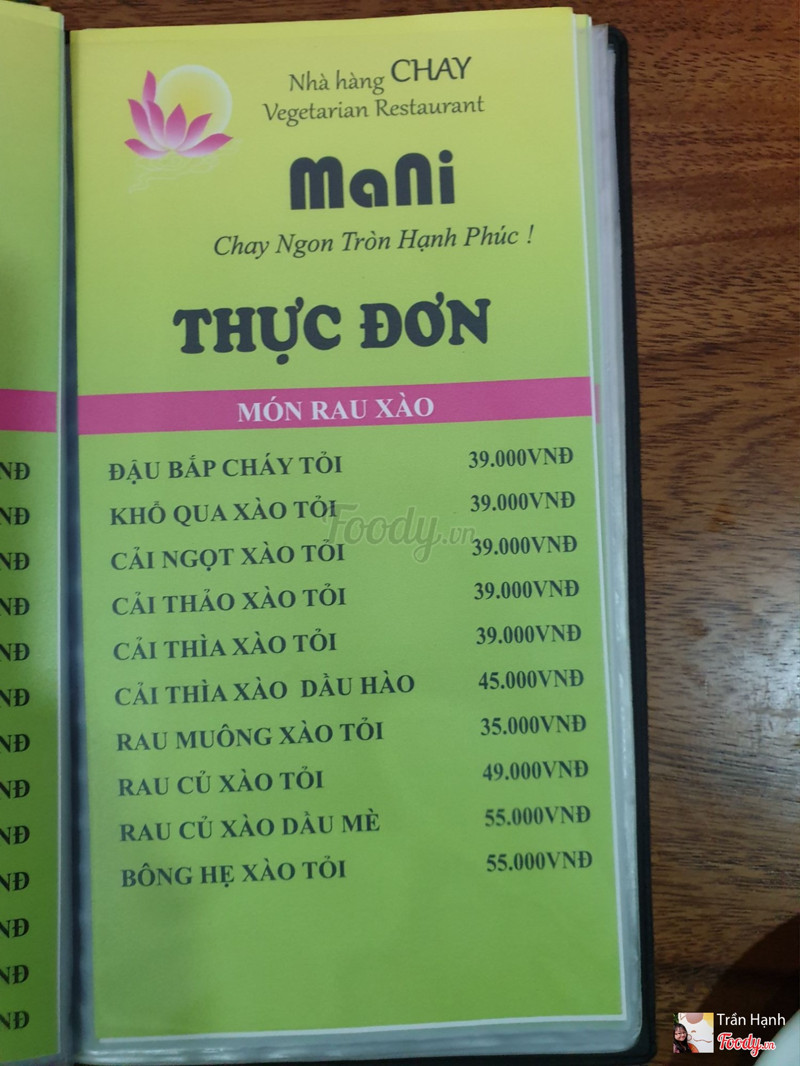 Nhà hàng CHAY
Vegetarian Restaurant
MaNi
Chay Ngon Tròn Hạnh Phúc !
THỰC ĐƠN
MÓN RAU XÀO
ĐẬU BẮP CHÁY TỎI 39.000VNĐ
KHỔ QUA XÀO TỎI 39.000VNĐ
CẢI NGỌT XÀO TỎI 39.000VNĐ
CẢI THẢO XÀO TỎI 39.000VNĐ
CẢI THÌA XÀO TỎI 39.000VNĐ
CẢI THÌA XÀO DẦU HÀO 45.000VNĐ
RAU MUÔNG XÀO TỎI 35.000VNĐ
RAU CỦ XÀO TỎI 49.000VNĐ
RAU CỦ XÀO DẦU MÈ 55.000VNĐ
BÔNG HẸ XÀO TỎI 55.000VNĐ
Foody.vn
Trần Hạnh
Foody.vn